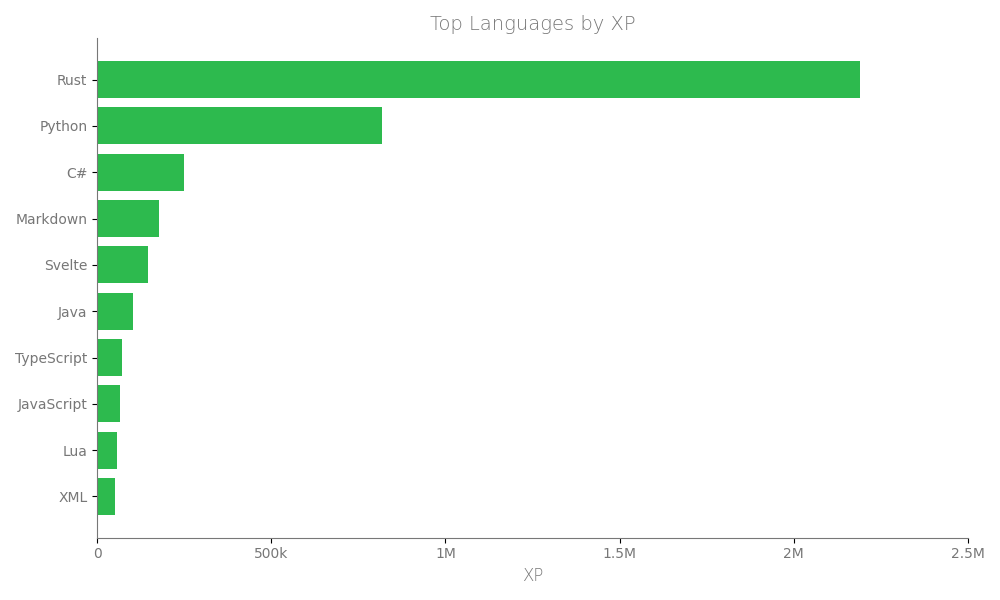 Top Languages by XP
Rust
Python
C#
Markdown
Svelte
Java
TypeScript
JavaScript
Lua
XML
0 500k 1M 1.5M 2M 2.5M
XP